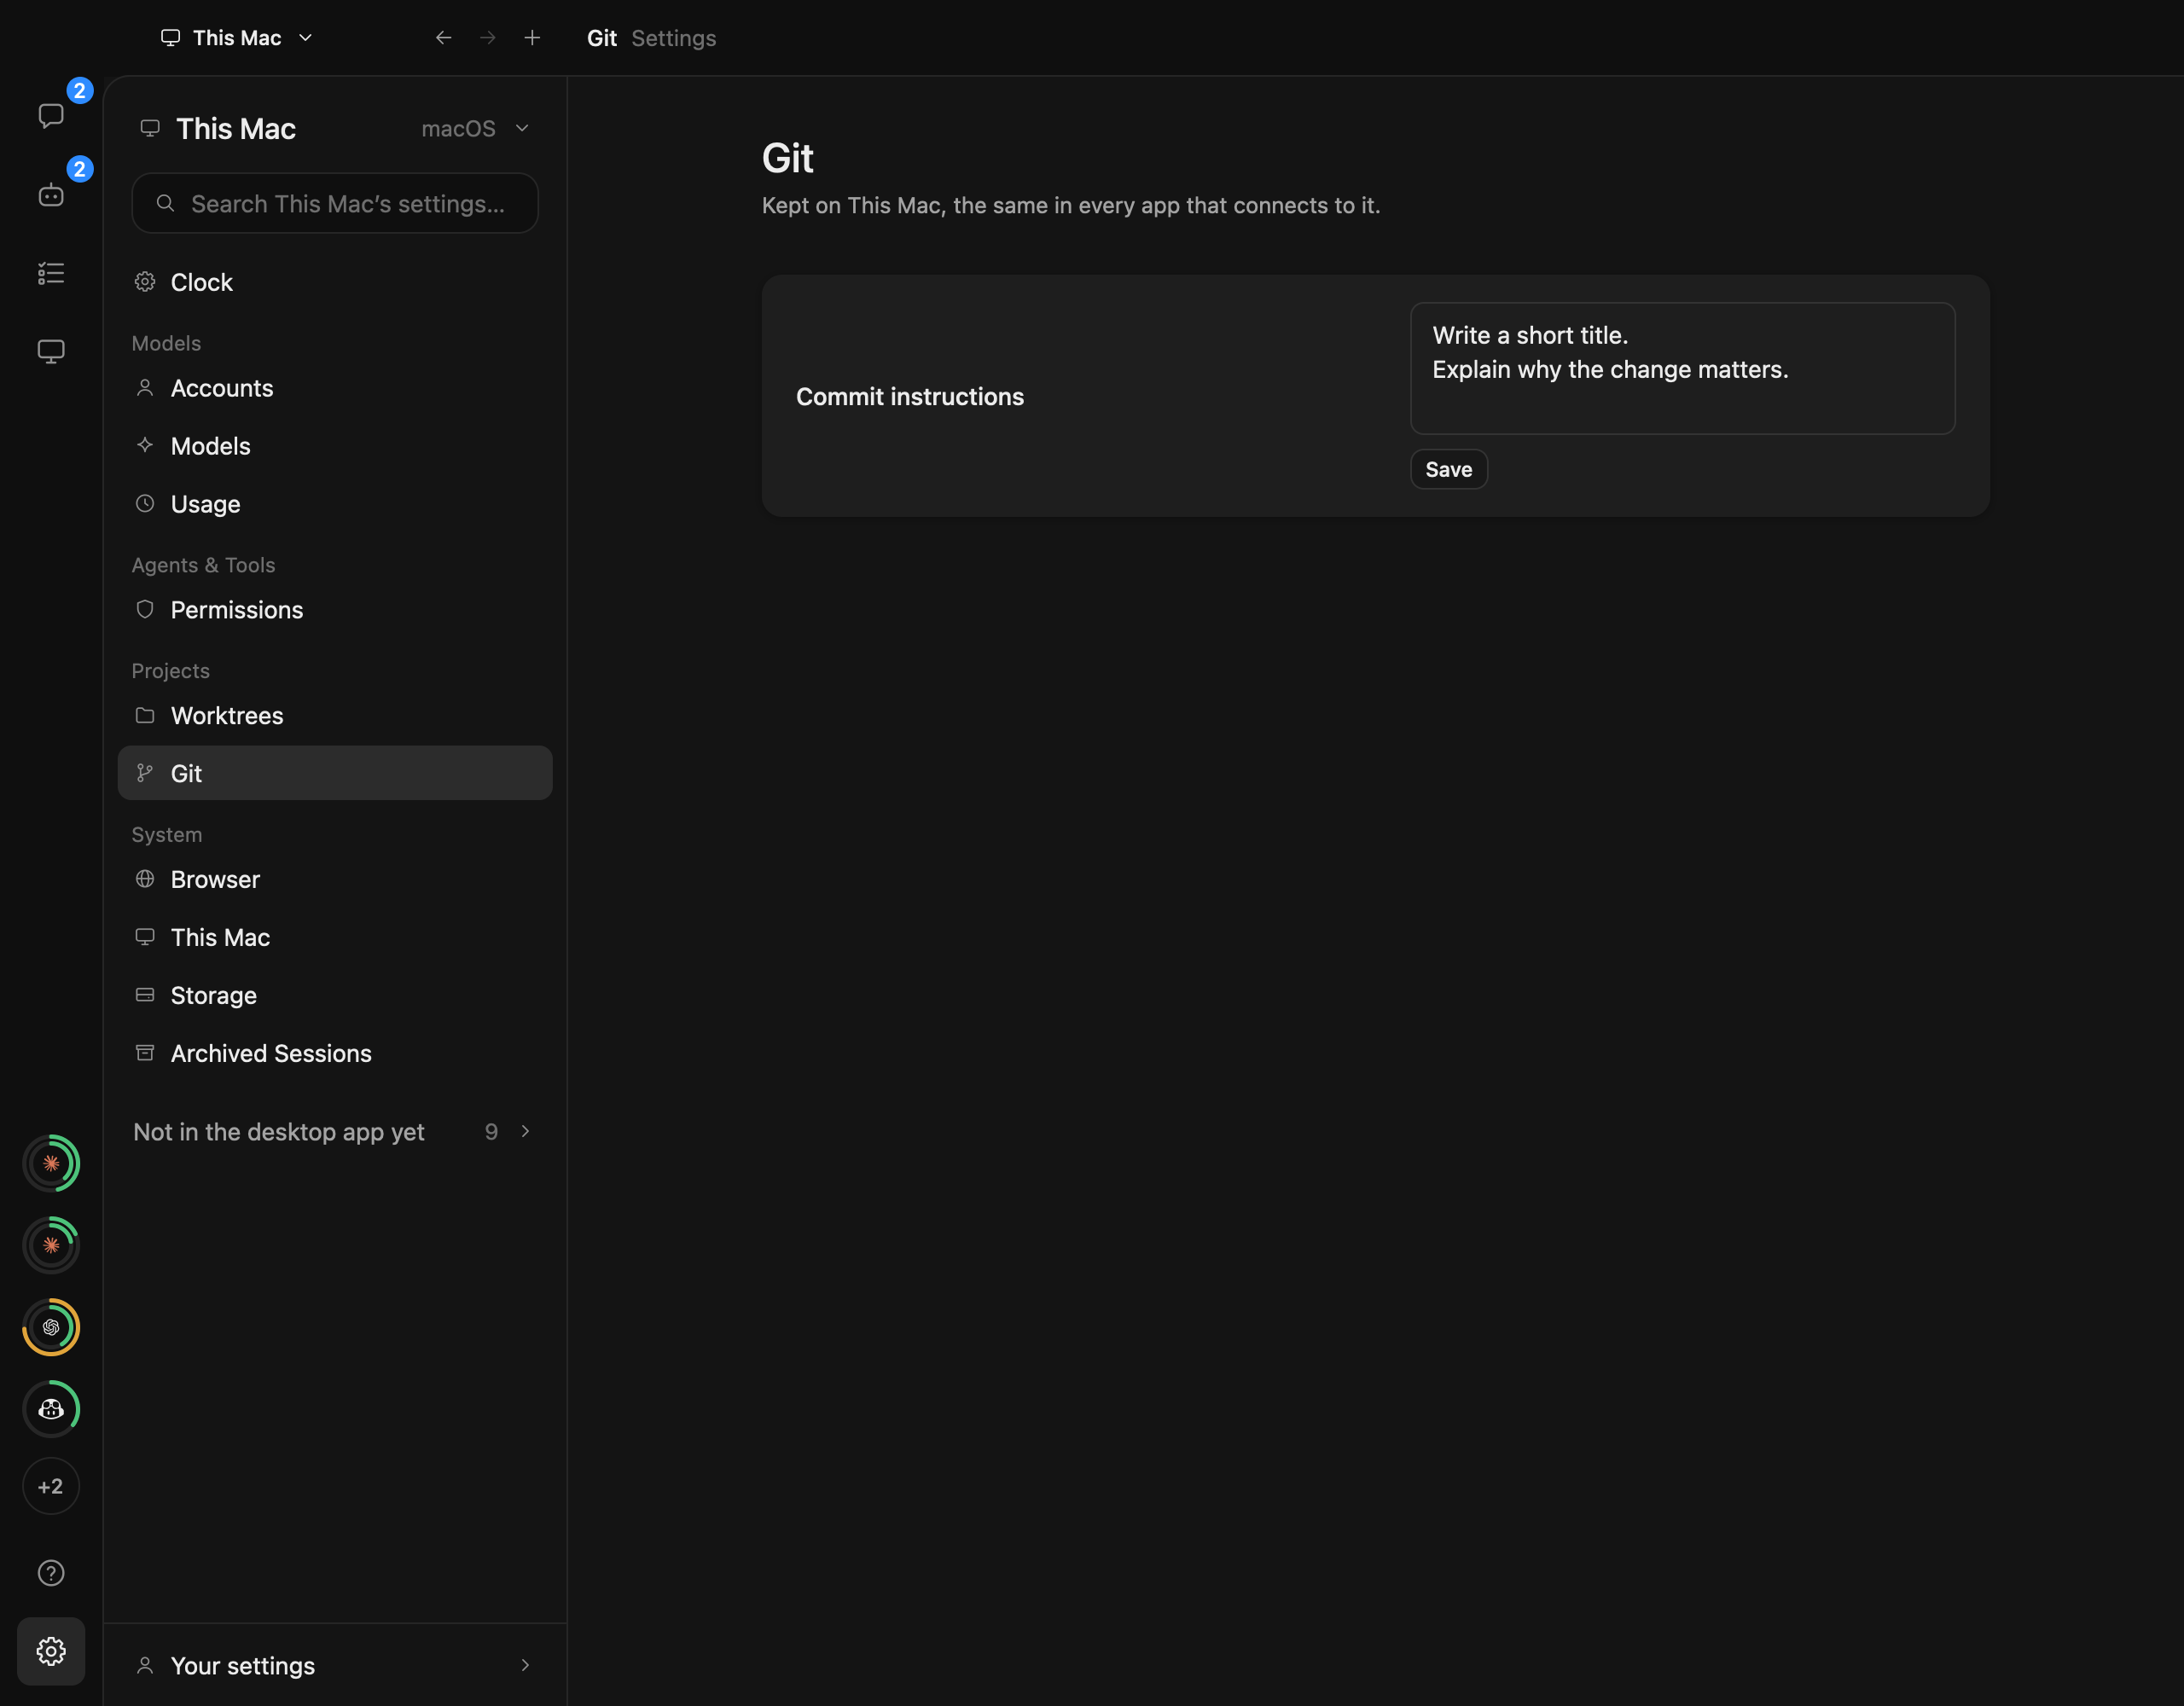 This Mac
Git Settings
2
2
This Mac macOS
Search This Mac’s settings...
Clock
Models
Accounts
Models
Usage
Agents & Tools
Permissions
Projects
Worktrees
Git
System
Browser
This Mac
Storage
Archived Sessions
Not in the desktop app yet 9
+2
?
Your settings
Git
Kept on This Mac, the same in every app that connects to it.
Commit instructions
Write a short title.
Explain why the change matters.
Save